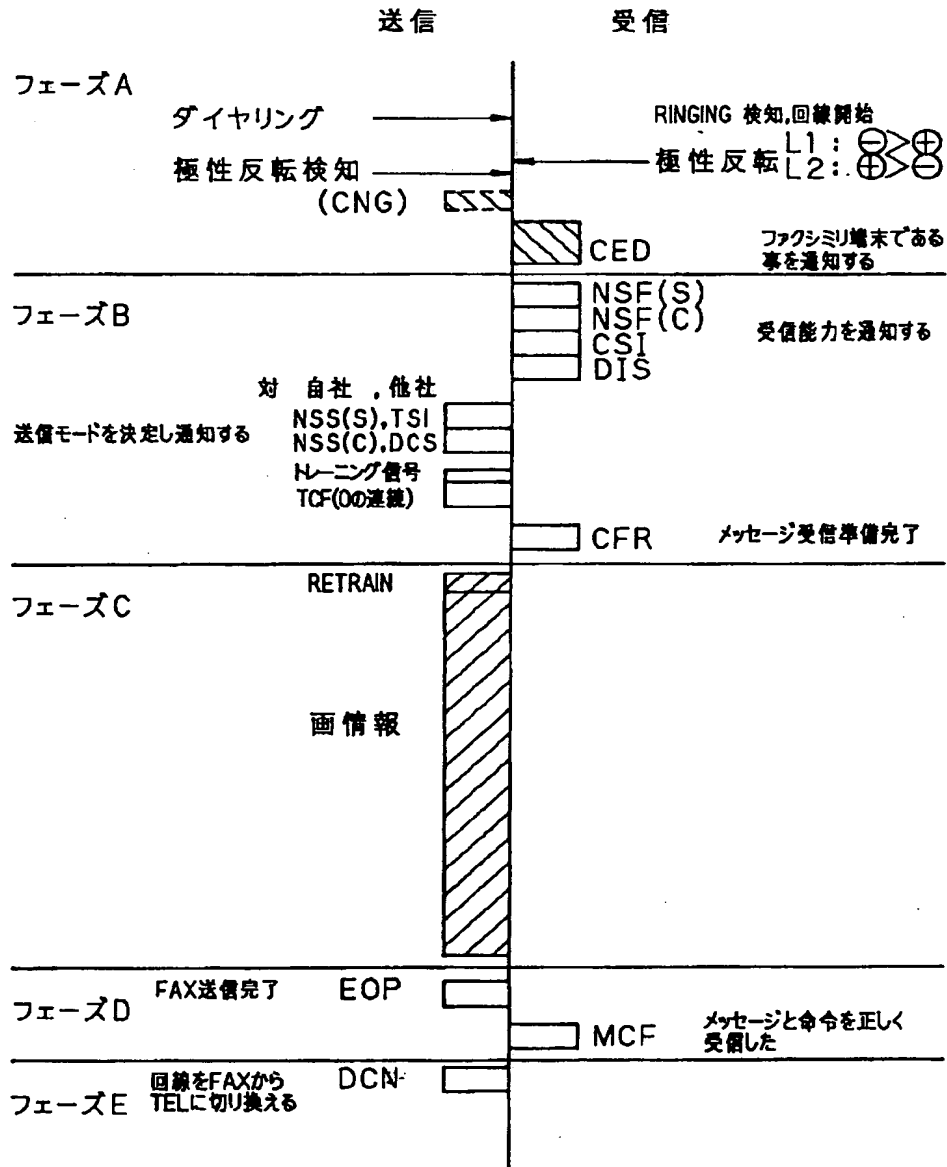 送信 受信
フェーズA
ダイヤリング
RINGING 検知,回線開始
極性反転検知
極性反転 L1 : ⊖>⊕
L2 : ⊕>⊖
(CNG)
CED
ファクシミリ端末である
事を通知する
フェーズB
NSF(S)
NSF(C)
CSI
DIS
受信能力を通知する
対 自社 , 他社
NSS(S),TSI
NSS(C),DCS
送信モードを決定し通知する
トレーニング信号
TCF(0の連続)
CFR
メッセージ受信準備完了
フェーズC
RETRAIN
画情報
フェーズD
FAX送信完了
EOP
MCF
メッセージと命令を正しく
受信した
フェーズE
回線をFAXから
TELに切り換える
DCN